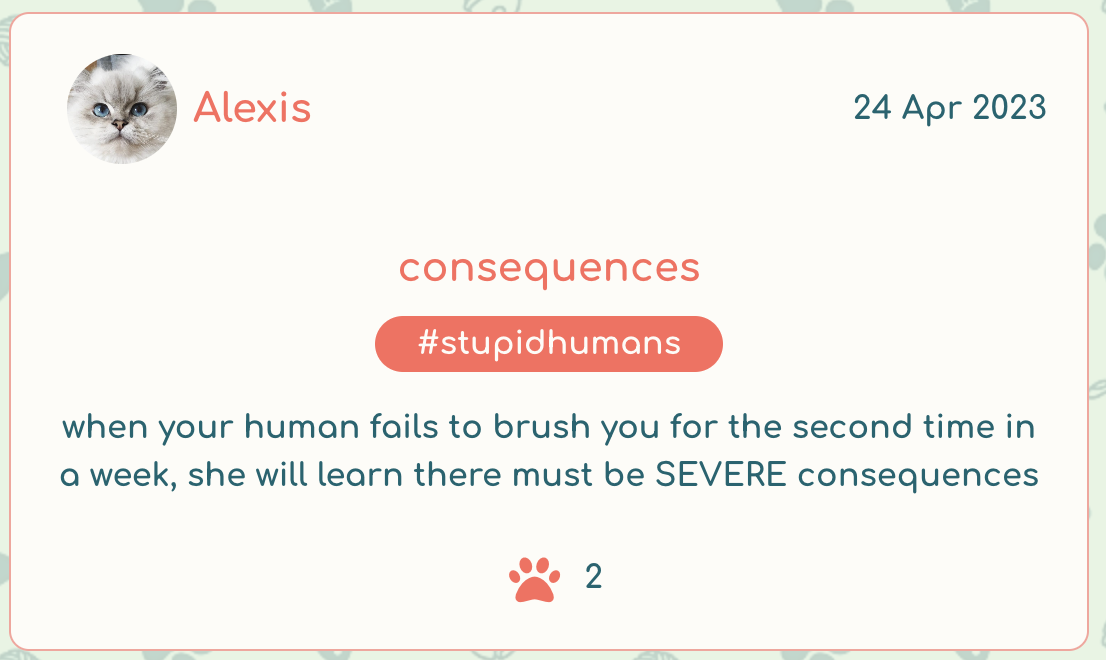 Alexis
24 Apr 2023
consequences
#stupidhumans
when your human fails to brush you for the second time in
a week, she will learn there must be SEVERE consequences
2